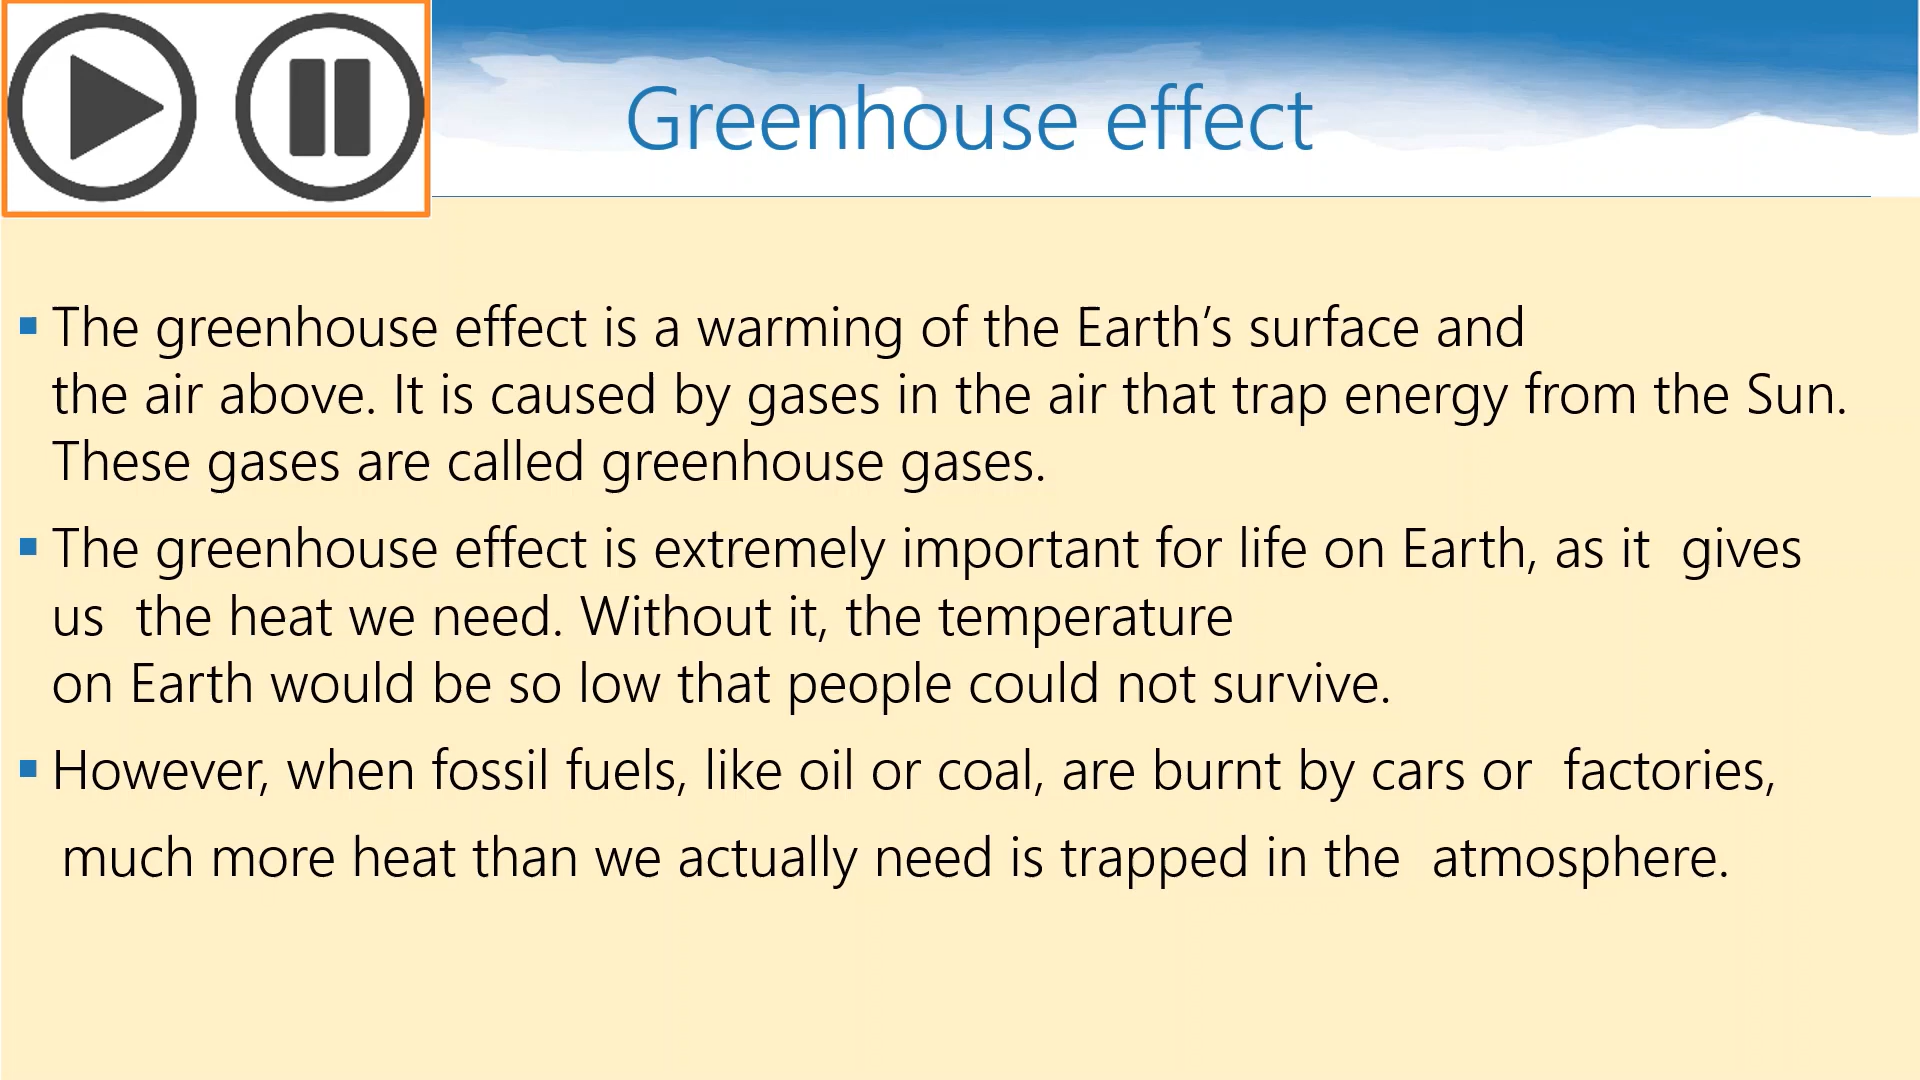 Greenhouse effect
The greenhouse effect is a warming of the Earth’s surface and
the air above. It is caused by gases in the air that trap energy from the Sun.
These gases are called greenhouse gases.
The greenhouse effect is extremely important for life on Earth, as it  gives
us  the heat we need. Without it, the temperature
on Earth would be so low that people could not survive.
However, when fossil fuels, like oil or coal, are burnt by cars or  factories,
much more heat than we actually need is trapped in the  atmosphere.